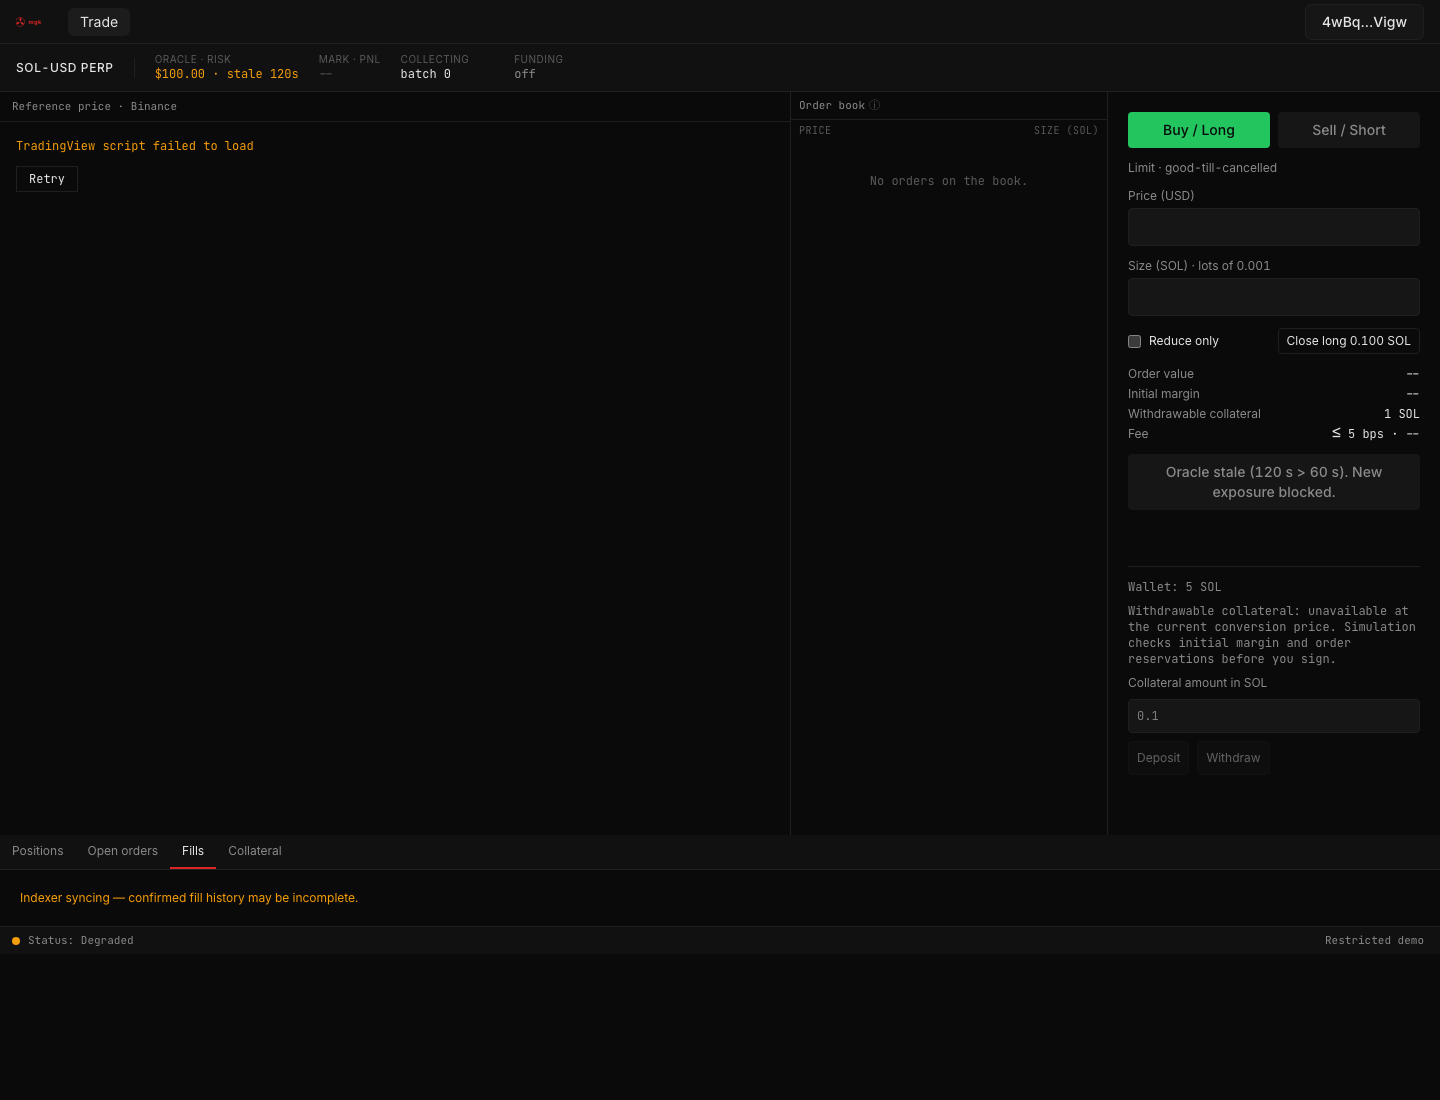 Trade
4wBq...Vigw
SOL-USD PERP
ORACLE · RISK
$100.00 · stale 120s
MARK · PNL
--
COLLECTING
batch 0
FUNDING
off
Reference price · Binance
TradingView script failed to load
Retry
Order book ⓘ
PRICE SIZE (SOL)
No orders on the book.
Buy / Long Sell / Short
Limit · good-till-cancelled
Price (USD)
Size (SOL) · lots of 0.001
Reduce only Close long 0.100 SOL
Order value --
Initial margin --
Withdrawable collateral 1 SOL
Fee ≤ 5 bps · --
Oracle stale (120 s > 60 s). New
exposure blocked.
Wallet: 5 SOL
Withdrawable collateral: unavailable at
the current conversion price. Simulation
checks initial margin and order
reservations before you sign.
Collateral amount in SOL
0.1
Deposit Withdraw
Positions Open orders Fills Collateral
Indexer syncing — confirmed fill history may be incomplete.
Status: Degraded Restricted demo